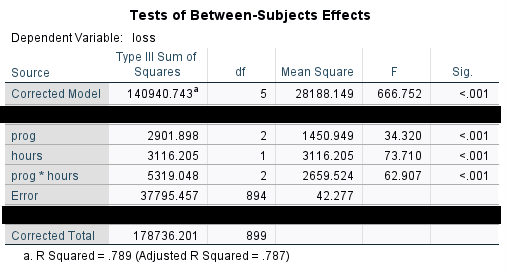 Tests of Between-Subjects Effects
Dependent Variable: loss
Source Type III Sum of Squares df Mean Square F Sig.
Corrected Model 140940.743a 5 28188.149 666.752 <.001
prog 2901.898 2 1450.949 34.320 <.001
hours 3116.205 1 3116.205 73.710 <.001
prog * hours 5319.048 2 2659.524 62.907 <.001
Error 37795.457 894 42.277
Corrected Total 178736.201 899
a. R Squared = .789 (Adjusted R Squared = .787)